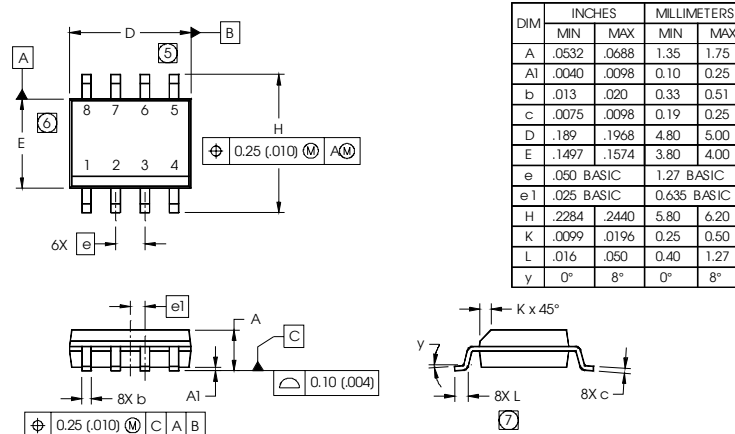 D
B
5
A
8 7 6 5
6
E
H
⌖ 0.25 (.010) Ⓜ A Ⓜ
1 2 3 4
6X e
DIM INCHES MILLIMETERS
MIN MAX MIN MAX
A .0532 .0688 1.35 1.75
A1 .0040 .0098 0.10 0.25
b .013 .020 0.33 0.51
c .0075 .0098 0.19 0.25
D .189 .1968 4.80 5.00
E .1497 .1574 3.80 4.00
e .050 BASIC 1.27 BASIC
e1 .025 BASIC 0.635 BASIC
H .2284 .2440 5.80 6.20
K .0099 .0196 0.25 0.50
L .016 .050 0.40 1.27
y 0° 8° 0° 8°
e1
A
C
0.10 (.004)
8X b
A1
⌖ 0.25 (.010) Ⓜ C A B
K x 45°
y
8X L
8X c
7